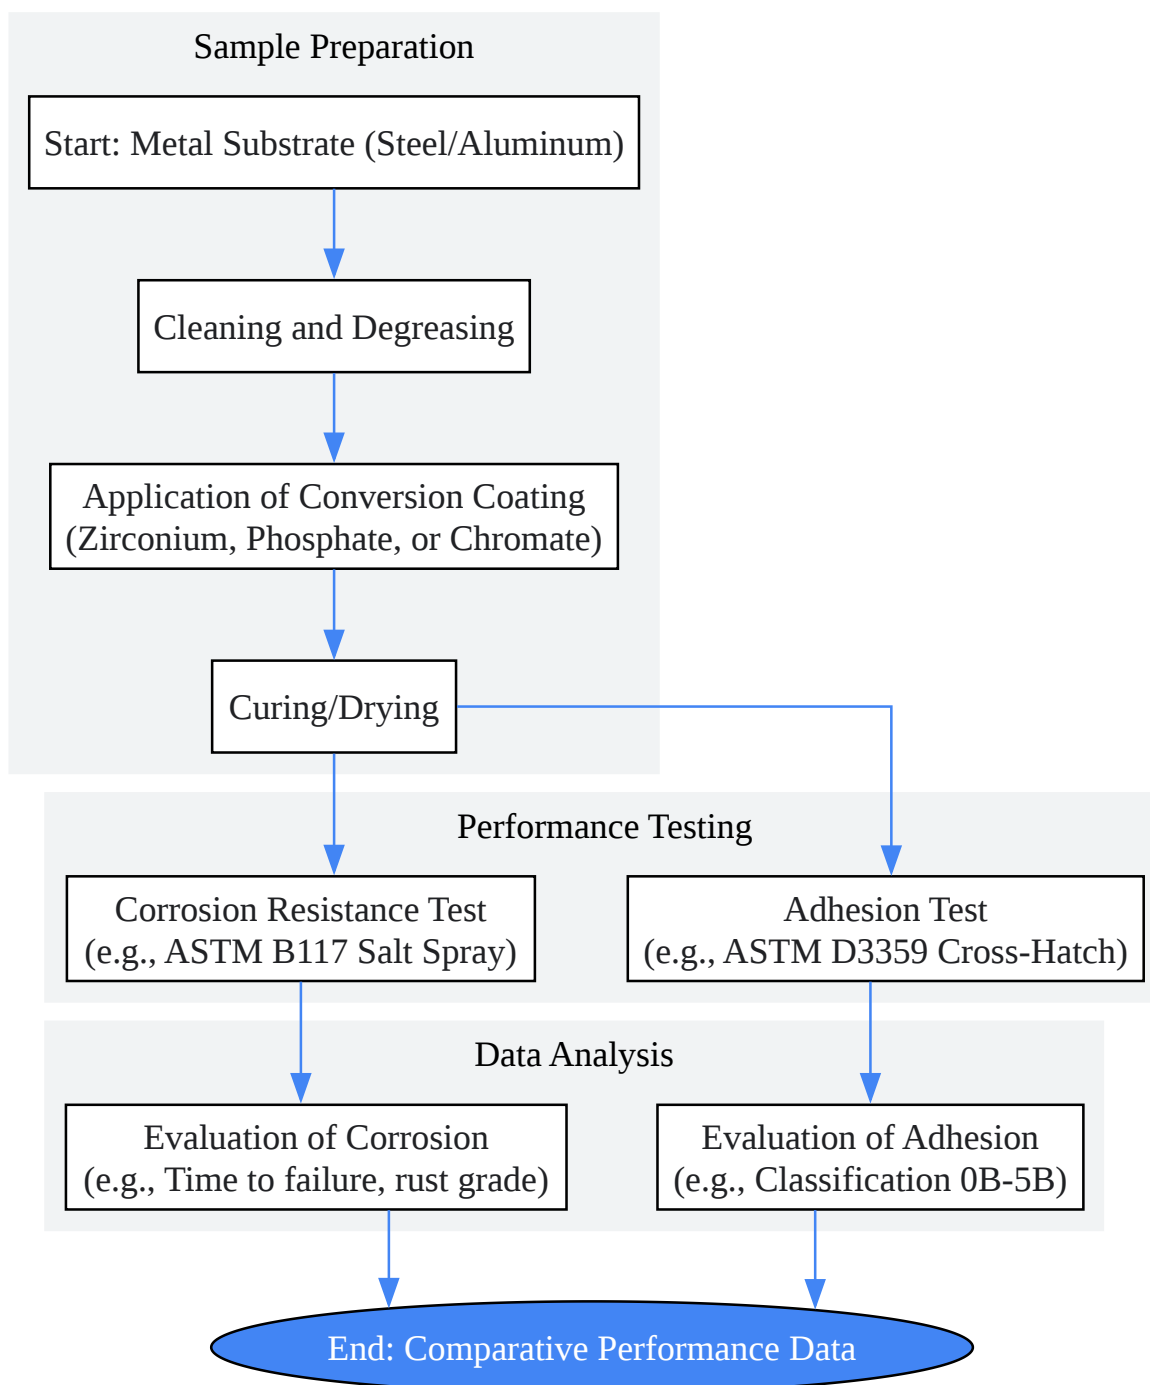 Sample Preparation
Start: Metal Substrate (Steel/Aluminum)
Cleaning and Degreasing
Application of Conversion Coating
(Zirconium, Phosphate, or Chromate)
Curing/Drying
Performance Testing
Corrosion Resistance Test
(e.g., ASTM B117 Salt Spray)
Adhesion Test
(e.g., ASTM D3359 Cross-Hatch)
Data Analysis
Evaluation of Corrosion
(e.g., Time to failure, rust grade)
Evaluation of Adhesion
(e.g., Classification 0B-5B)
End: Comparative Performance Data